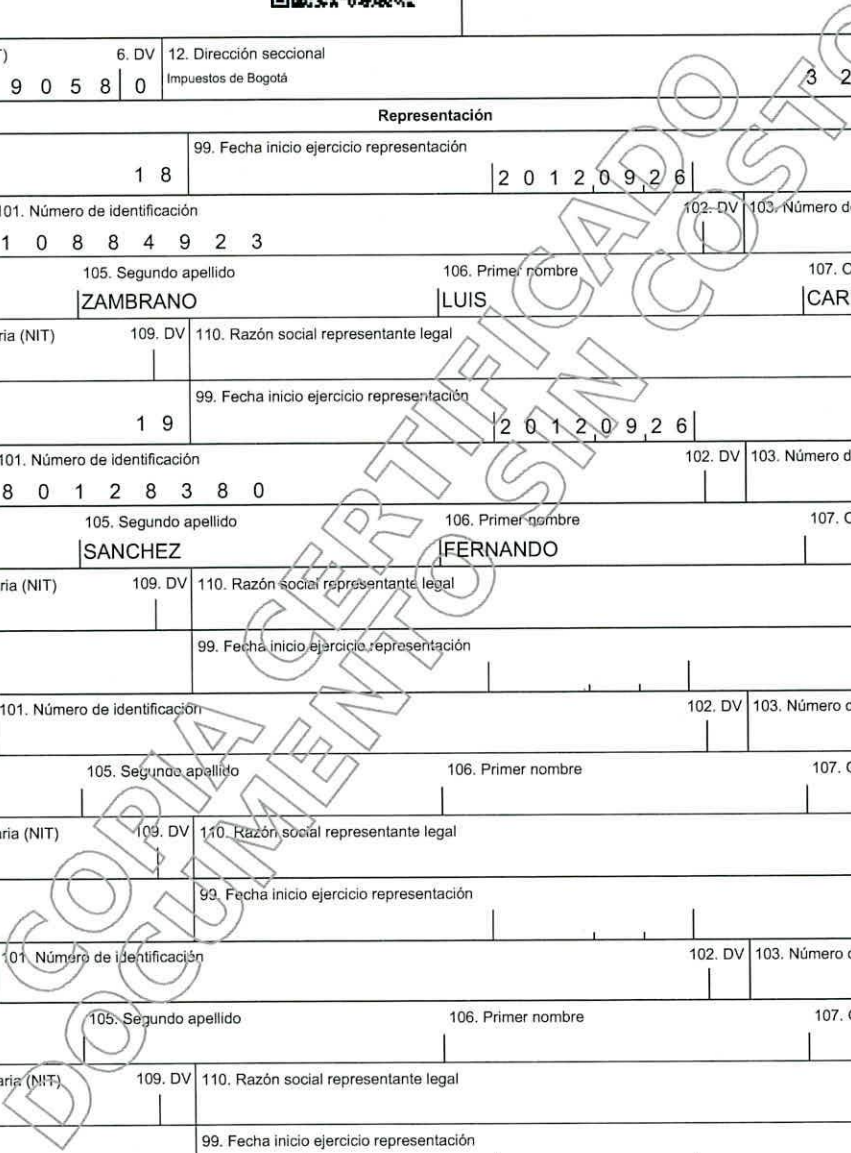 6. DV 12. Dirección seccional
9 0 5 8 0 Impuestos de Bogotá 3 2
Representación
99. Fecha inicio ejercicio representación
1 8 2 0 1 2 0 9 2 6
101. Número de identificación 102. DV 103. Número d
1 0 8 8 4 9 2 3
105. Segundo apellido 106. Primer nombre 107. O
ZAMBRANO LUIS CAR
ria (NIT) 109. DV 110. Razón social representante legal
99. Fecha inicio ejercicio representación
1 9 2 0 1 2 0 9 2 6
101. Número de identificación 102. DV 103. Número d
8 0 1 2 8 3 8 0
105. Segundo apellido 106. Primer nombre 107. O
SANCHEZ FERNANDO
ria (NIT) 109. DV 110. Razón social representante legal
99. Fecha inicio ejercicio representación
101. Número de identificación 102. DV 103. Número d
105. Segundo apellido 106. Primer nombre 107. O
aria (NIT) 109. DV 110. Razón social representante legal
99. Fecha inicio ejercicio representación
101. Número de identificación 102. DV 103. Número d
105. Segundo apellido 106. Primer nombre 107. O
aria (NIT) 109. DV 110. Razón social representante legal
99. Fecha inicio ejercicio representación
COPIA CERTIFICADO
DOCUMENTO SIN COSTO